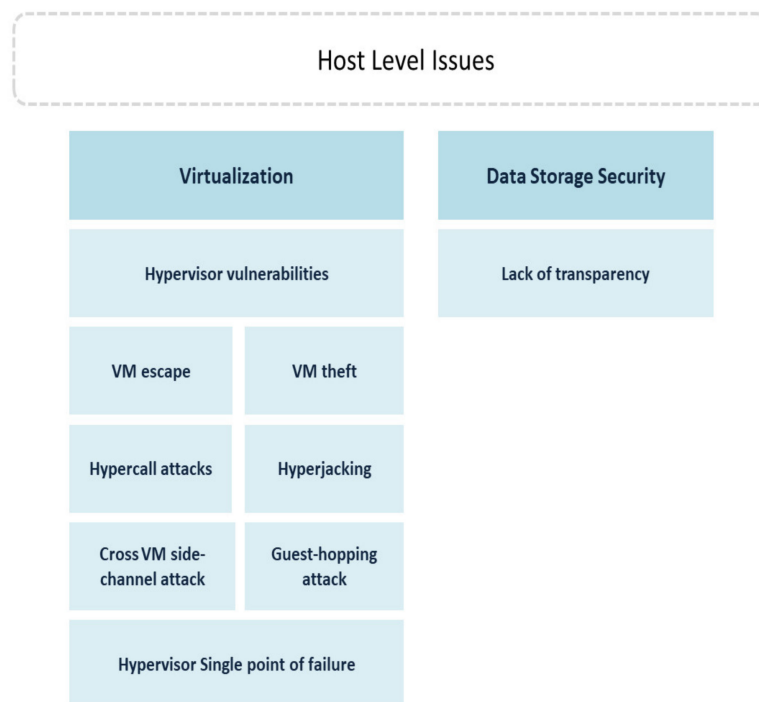 Host Level Issues
Virtualization
Data Storage Security
Hypervisor vulnerabilities
Lack of transparency
VM escape
VM theft
Hypercall attacks
Hyperjacking
Cross VM side-
channel attack
Guest-hopping
attack
Hypervisor Single point of failure